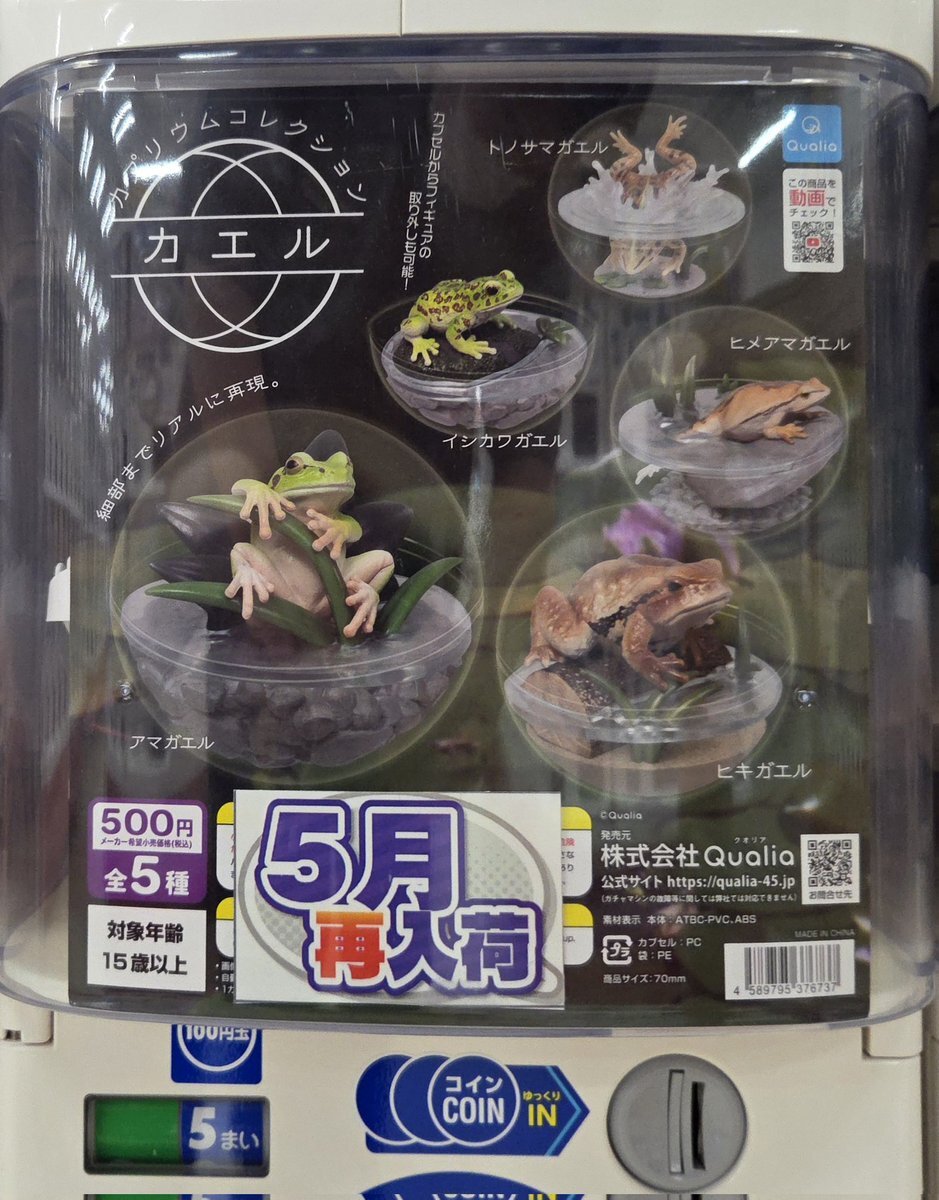 カプリウムコレクション
カエル
カプセルからフィギュアの
取り外しも可能！
トノサマガエル
Qualia
この商品を
動画で
チェック！
イシカワガエル
ヒメアマガエル
細部までリアルに再現。
アマガエル
ヒキガエル
500円
メーカー希望小売価格(税込)
全5種
対象年齢
15歳以上
5月
再入荷
©Qualia
発売元
クオリア
株式会社Qualia
公式サイト https://qualia-45.jp
(ガチャマシンの故障等に関しては弊社では対応できません)
お問合せ先
素材表示 本体：ATBC-PVC、ABS
プラ
カプセル：PC
袋：PE
商品サイズ：70mm
MADE IN CHINA
4 589795 376737
100円玉
5まい
コイン
COIN
ゆっくり
IN
COIN
IN